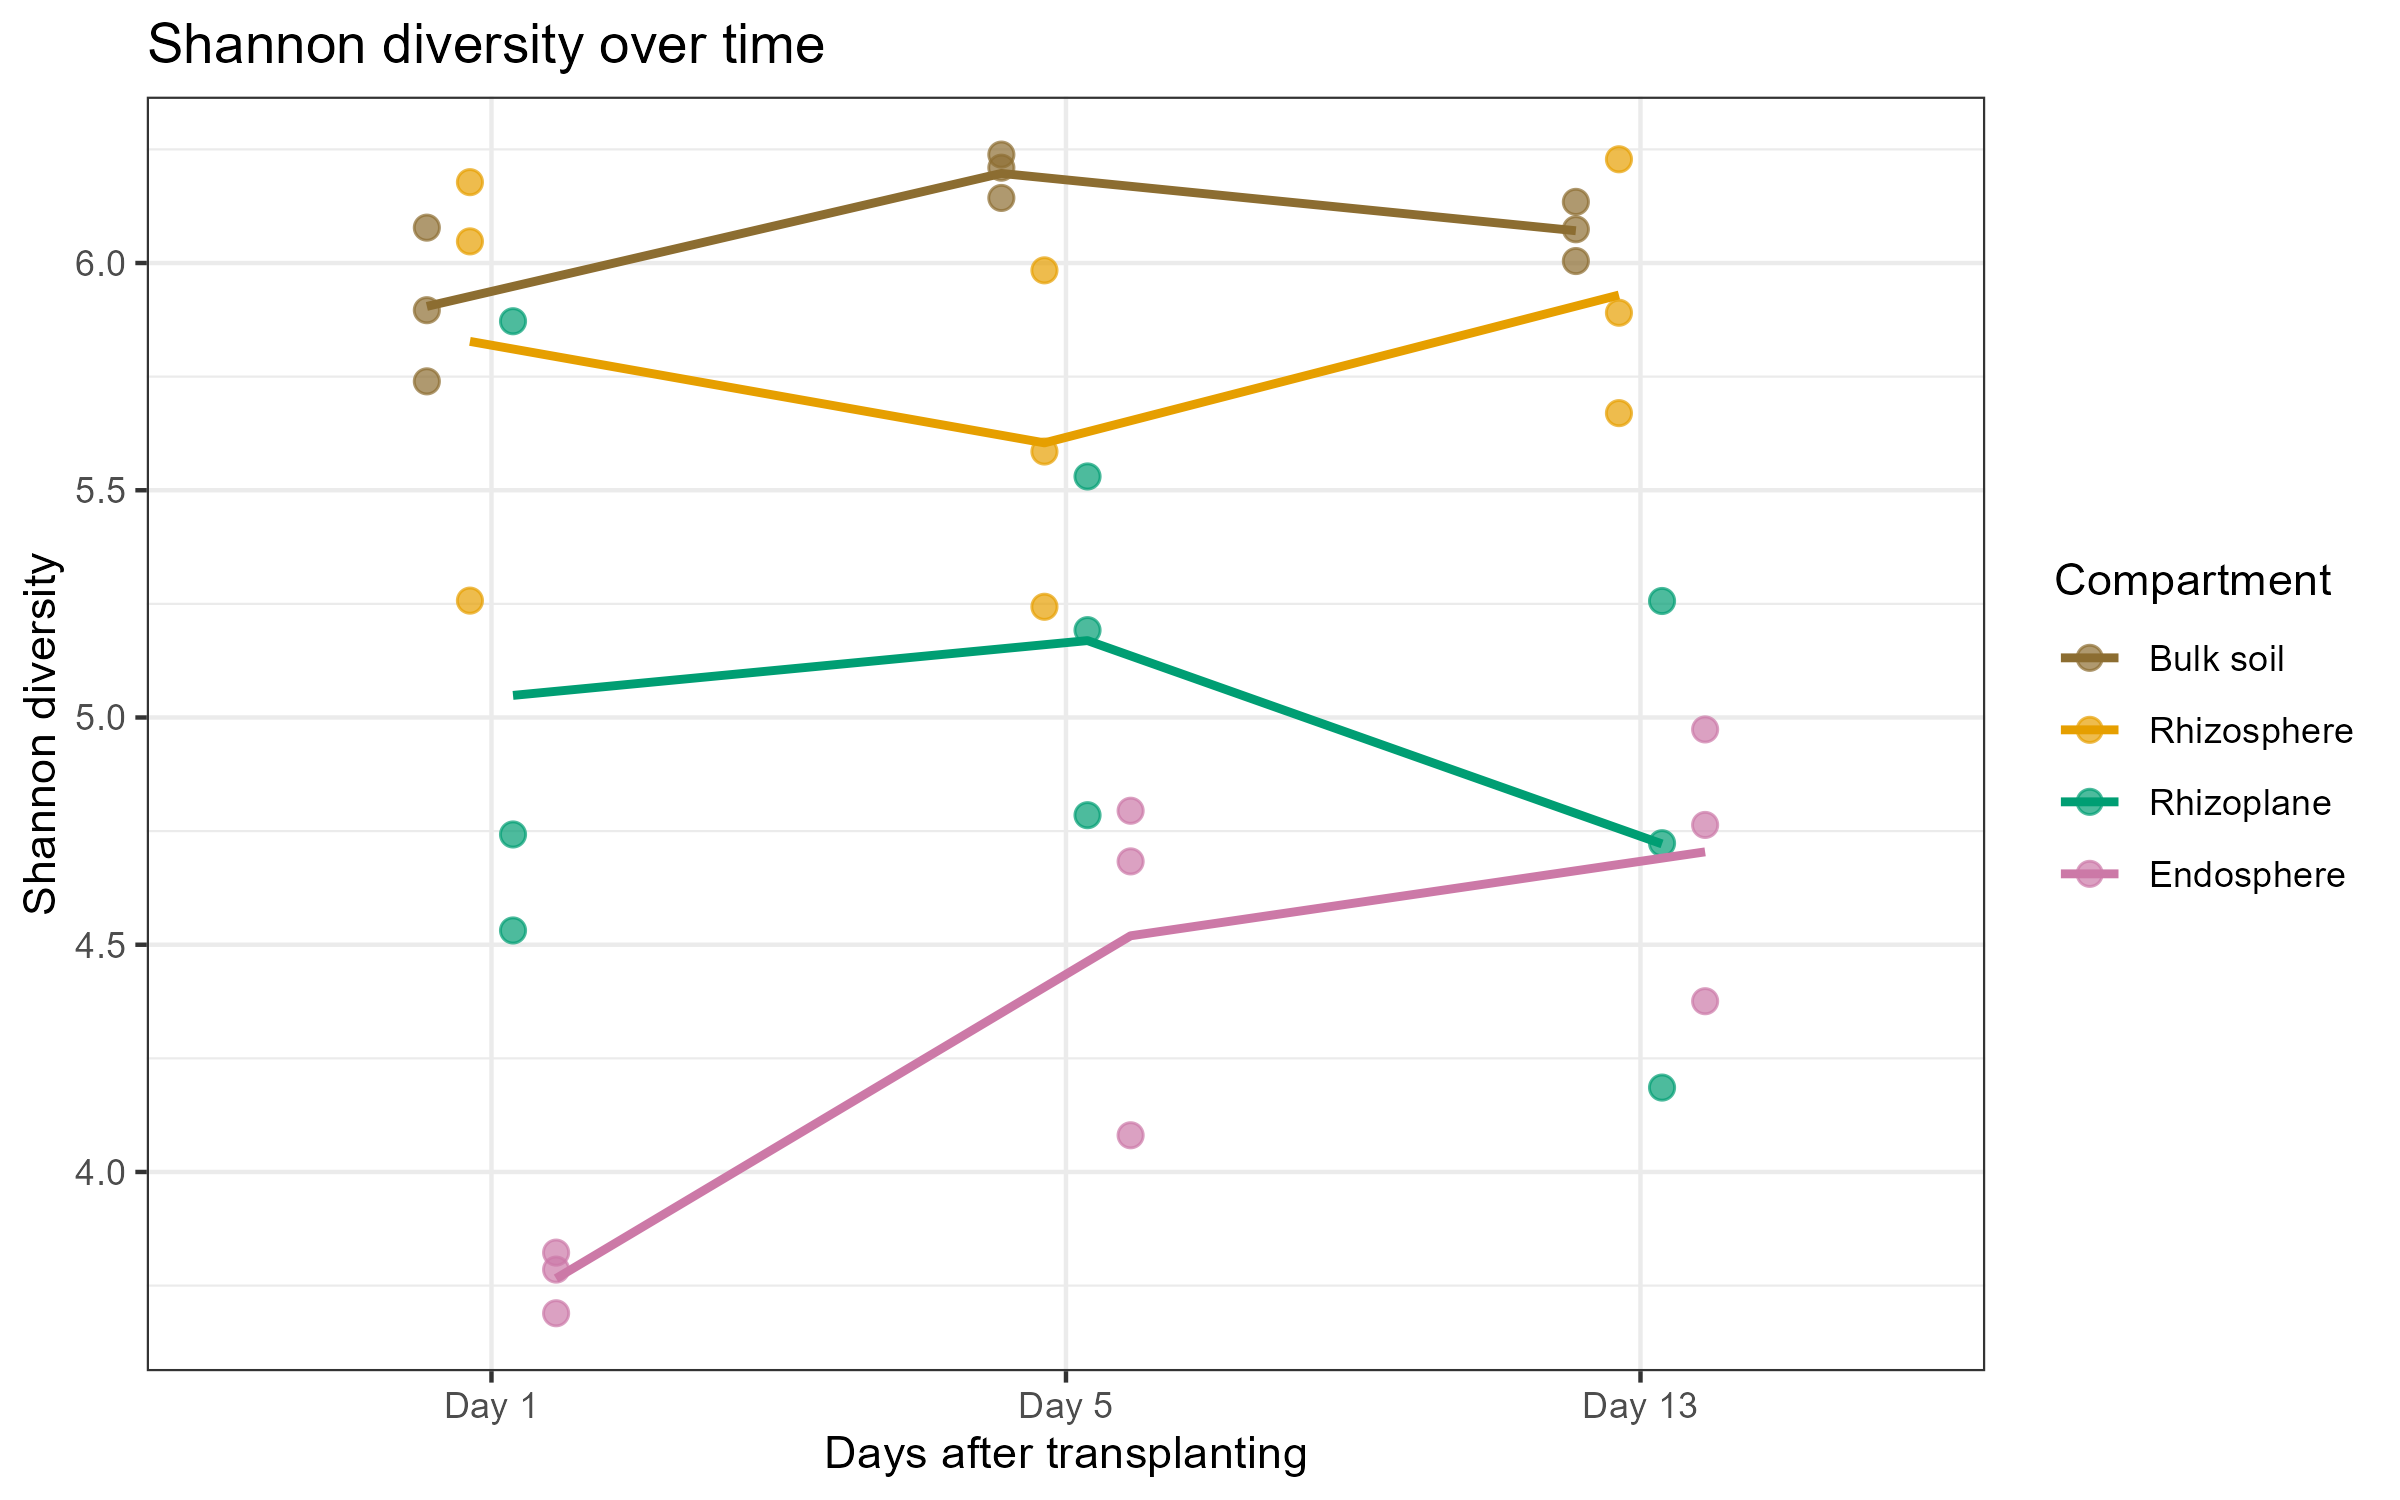 Shannon diversity over time
Shannon diversity
6.0
5.5
5.0
4.5
4.0
Day 1
Day 5
Day 13
Days after transplanting
Compartment
Bulk soil
Rhizosphere
Rhizoplane
Endosphere